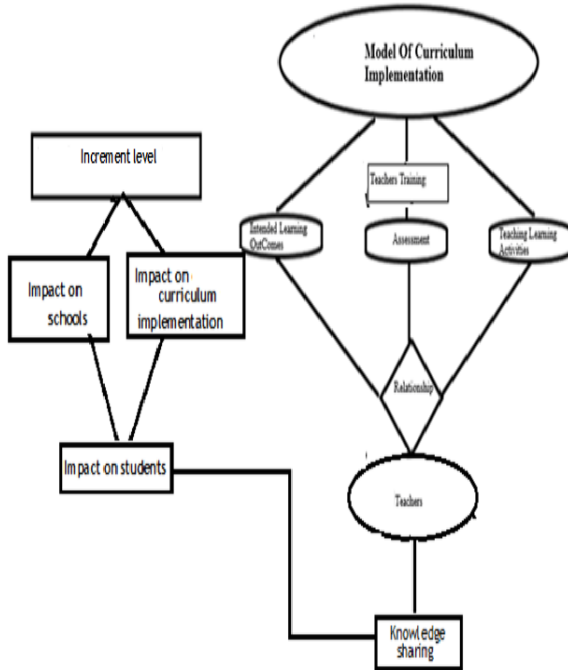 Model Of Curriculum
Implementation
Increment level
Teachers Training
Intended Learning
OutComes
Assessment
Teaching Learning
Activities
Impact on
schools
Impact on
curriculum
implementation
Relationship
Impact on students
Teachers
Knowledge
sharing